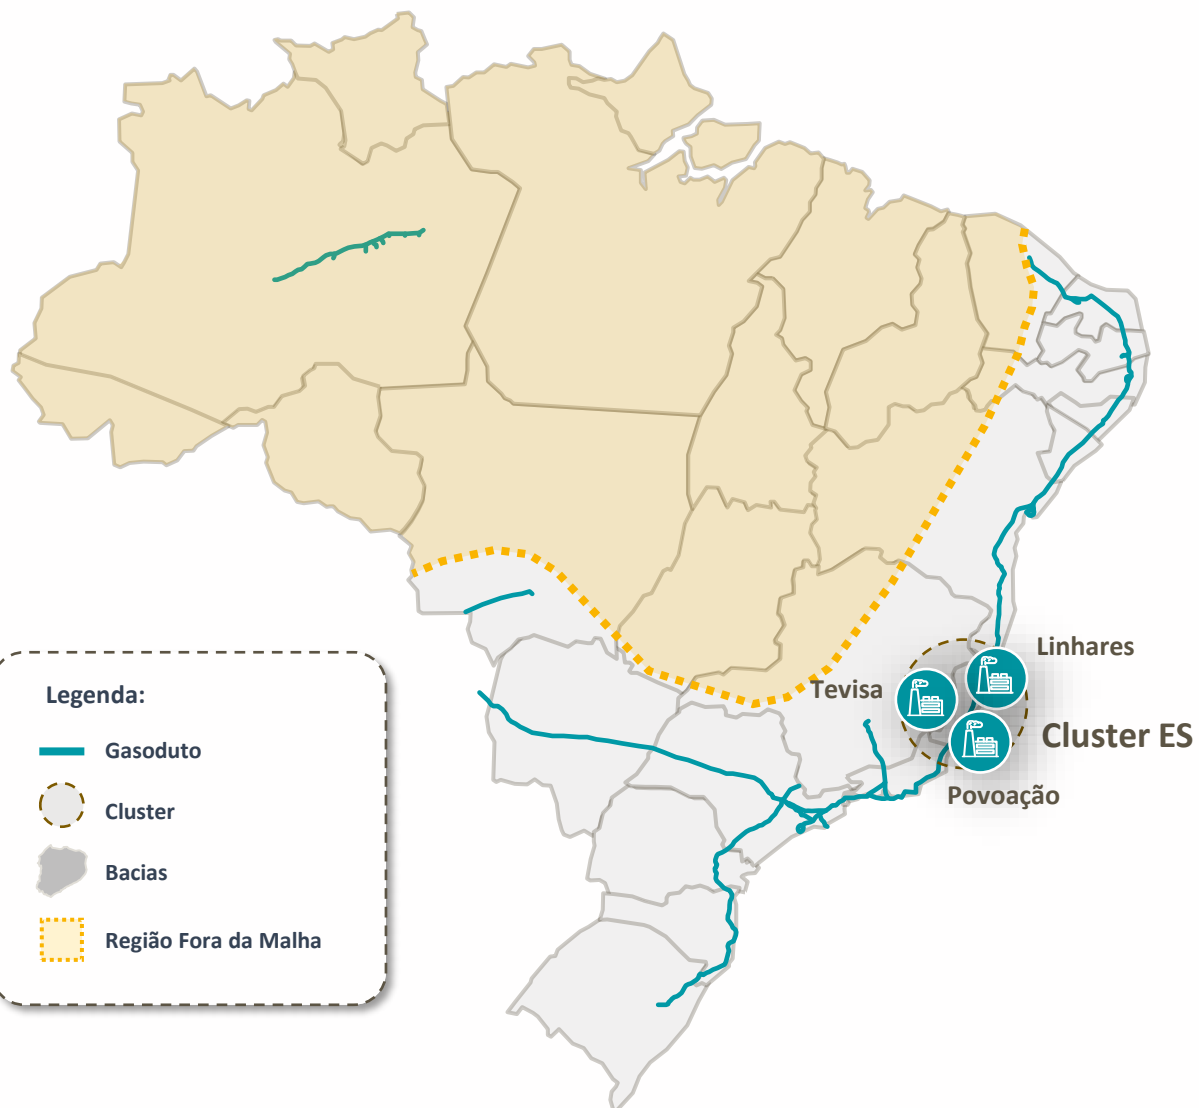 Linhares
Tevisa
Cluster ES
Povoação
Legenda:
Gasoduto
Cluster
Bacias
Região Fora da Malha